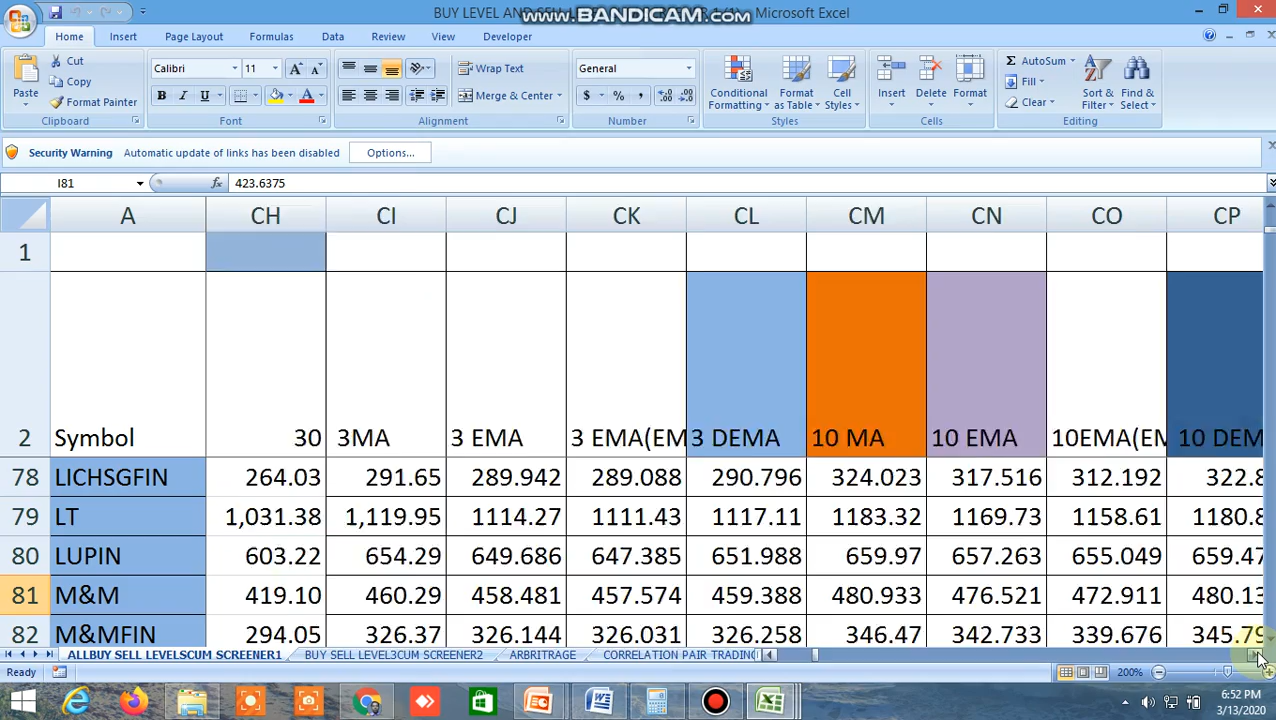 BUY LEVEL AND SELL
www.BANDICAM.com
- Microsoft Excel
Home Insert Page Layout Formulas Data Review View Developer
Paste
Cut
Copy
Format Painter
Clipboard
Calibri 11
B I U
Font
Wrap Text
Merge & Center
Alignment
General
$ % ,
Number
Conditional Formatting
Format as Table
Cell Styles
Styles
Insert
Delete
Format
Cells
AutoSum
Fill
Clear
Sort & Filter
Find & Select
Editing
Security Warning Automatic update of links has been disabled Options...
I81 fx 423.6375
A CH CI CJ CK CL CM CN CO CP
1
2 Symbol 30 3MA 3 EMA 3 EMA(EM 3 DEMA 10 MA 10 EMA 10EMA(EM 10 DEM
78 LICHSGFIN 264.03 291.65 289.942 289.088 290.796 324.023 317.516 312.192 322.8
79 LT 1,031.38 1,119.95 1114.27 1111.43 1117.11 1183.32 1169.73 1158.61 1180.8
80 LUPIN 603.22 654.29 649.686 647.385 651.988 659.97 657.263 655.049 659.47
81 M&M 419.10 460.29 458.481 457.574 459.388 480.933 476.521 472.911 480.13
82 M&MFIN 294.05 326.37 326.144 326.031 326.258 346.47 342.733 339.676 345.79
ALLBUY SELL LEVELSCUM SCREENER1 BUY SELL LEVEL3CUM SCREENER2 ARBITRAGE CORRELATION PAIR TRADING
Ready 200%
6:52 PM
3/13/2020